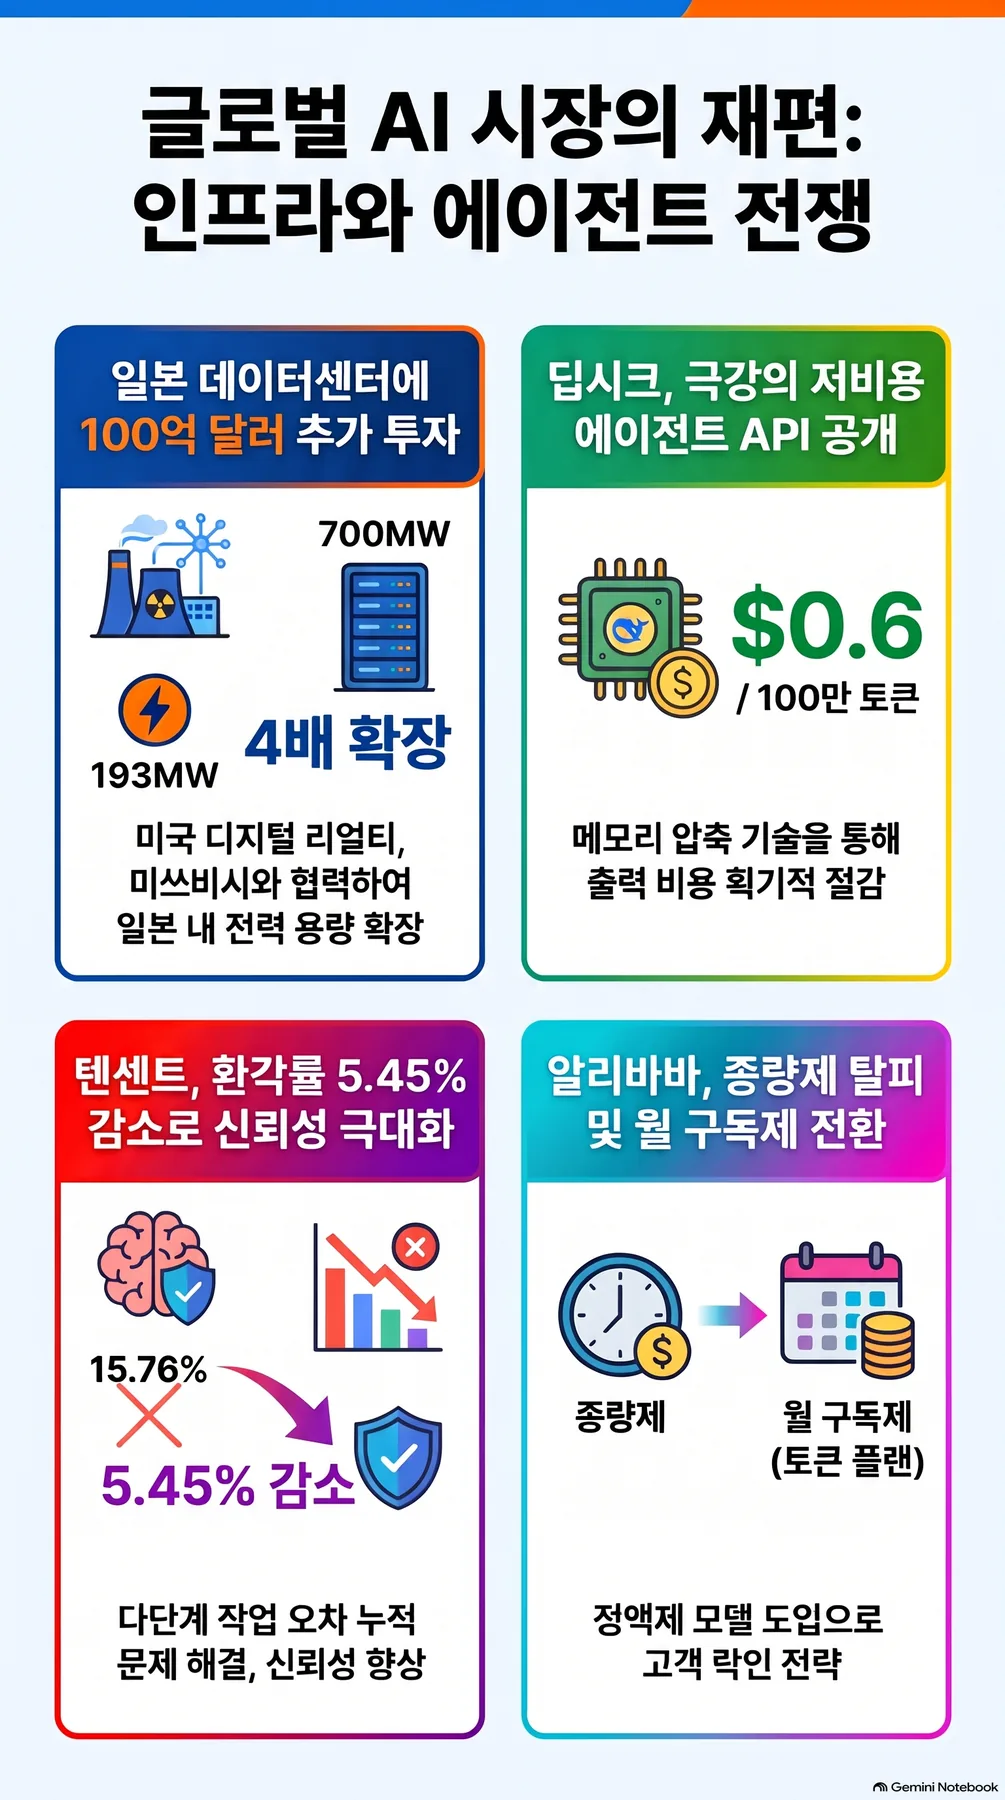 글로벌 AI 시장의 재편:
인프라와 에이전트 전쟁
일본 데이터센터에
100억 달러 추가 투자
700MW
193MW
4배 확장
미국 디지털 리얼티,
미쓰비시와 협력하여
일본 내 전력 용량 확장
딥시크, 극강의 저비용
에이전트 API 공개
$0.6
/ 100만 토큰
메모리 압축 기술을 통해
출력 비용 획기적 절감
텐센트, 환각률 5.45%
감소로 신뢰성 극대화
15.76%
5.45% 감소
다단계 작업 오차 누적
문제 해결, 신뢰성 향상
알리바바, 종량제 탈피
및 월 구독제 전환
종량제
월 구독제
(토큰 플랜)
정액제 모델 도입으로
고객 락인 전략
Gemini Notebook